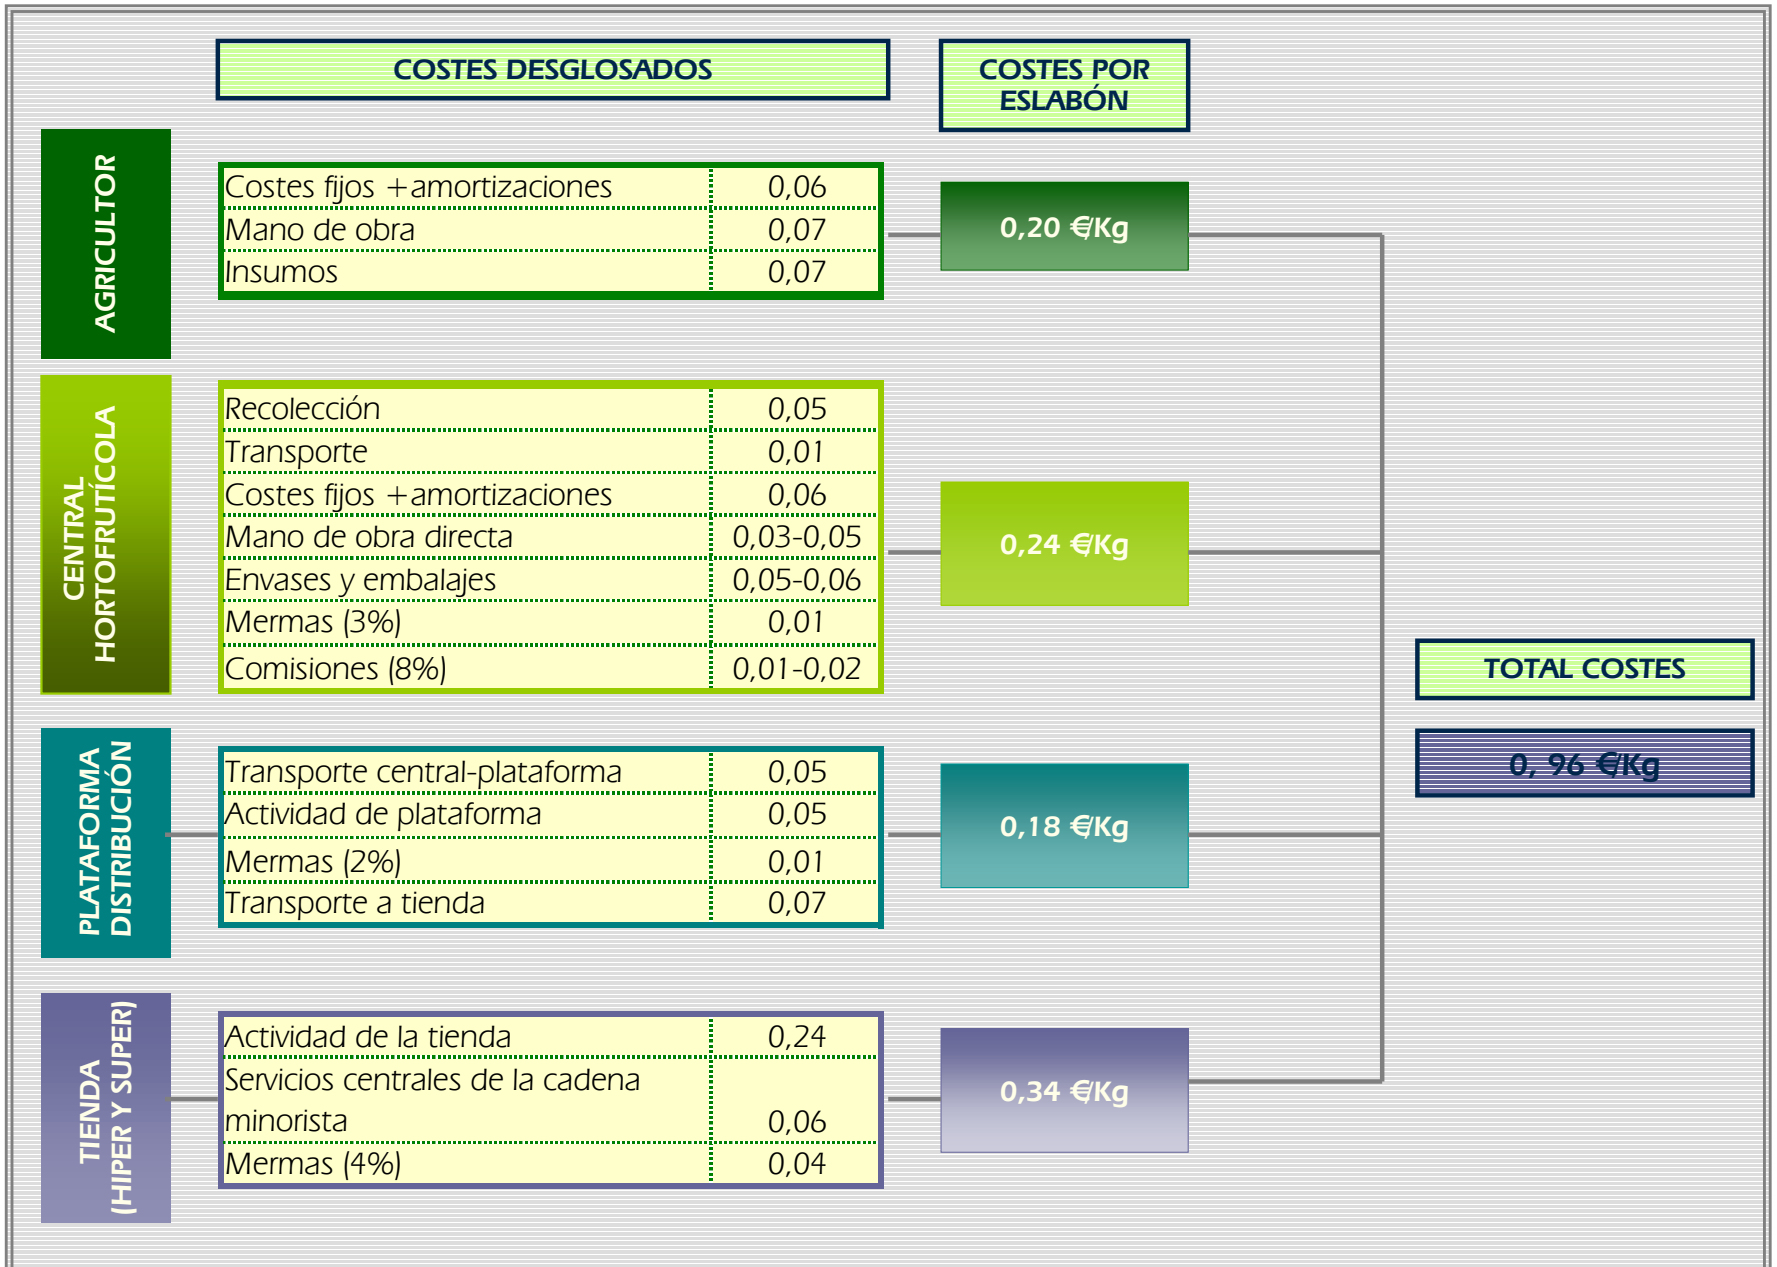 COSTES DESGLOSADOS
COSTES POR
ESLABÓN
AGRICULTOR
Costes fijos +amortizaciones 0,06
Mano de obra 0,07
Insumos 0,07
0,20 €/Kg
CENTRAL
HORTOFRUTÍCOLA
Recolección 0,05
Transporte 0,01
Costes fijos +amortizaciones 0,06
Mano de obra directa 0,03-0,05
Envases y embalajes 0,05-0,06
Mermas (3%) 0,01
Comisiones (8%) 0,01-0,02
0,24 €/Kg
TOTAL COSTES
0, 96 €/Kg
PLATAFORMA
DISTRIBUCIÓN
Transporte central-plataforma 0,05
Actividad de plataforma 0,05
Mermas (2%) 0,01
Transporte a tienda 0,07
0,18 €/Kg
TIENDA
(HIPER Y SUPER)
Actividad de la tienda 0,24
Servicios centrales de la cadena
minorista 0,06
Mermas (4%) 0,04
0,34 €/Kg